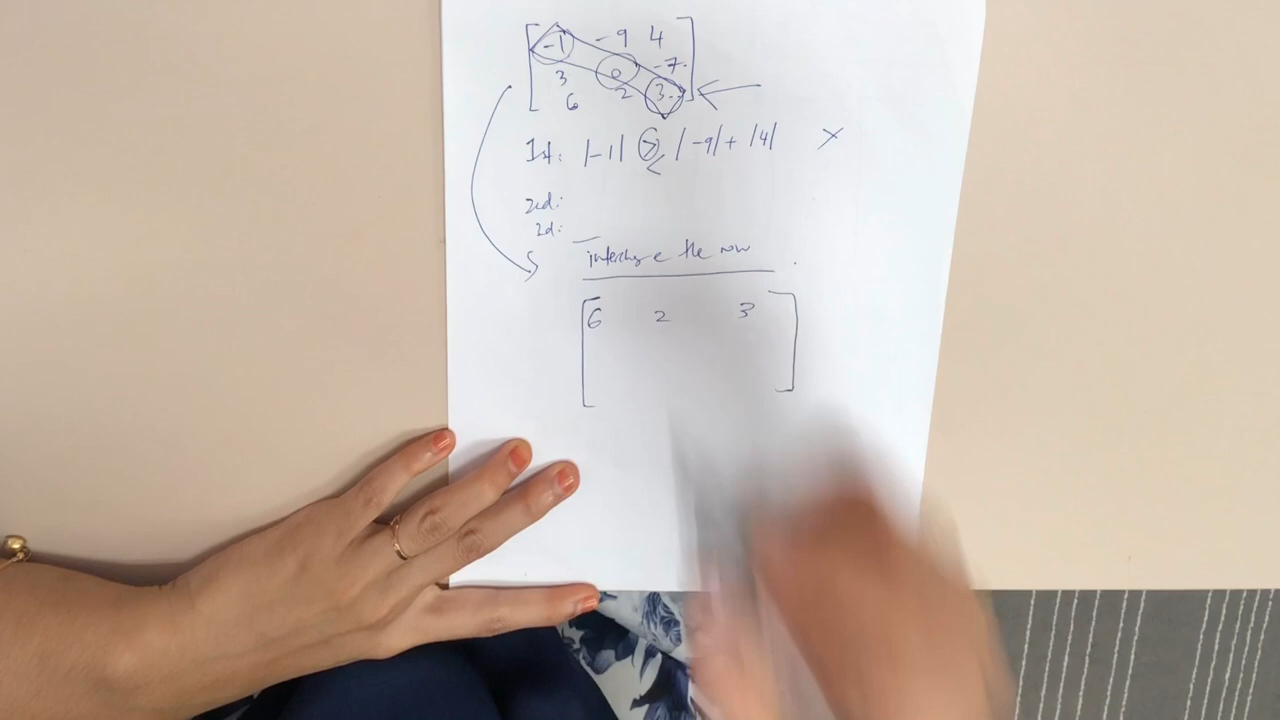 -1 -9 4
3 0 -7
6 2 3
1st: |-1| > |-9| + |4| ×
<
2nd:
2d:
interchange the row
6 2 3